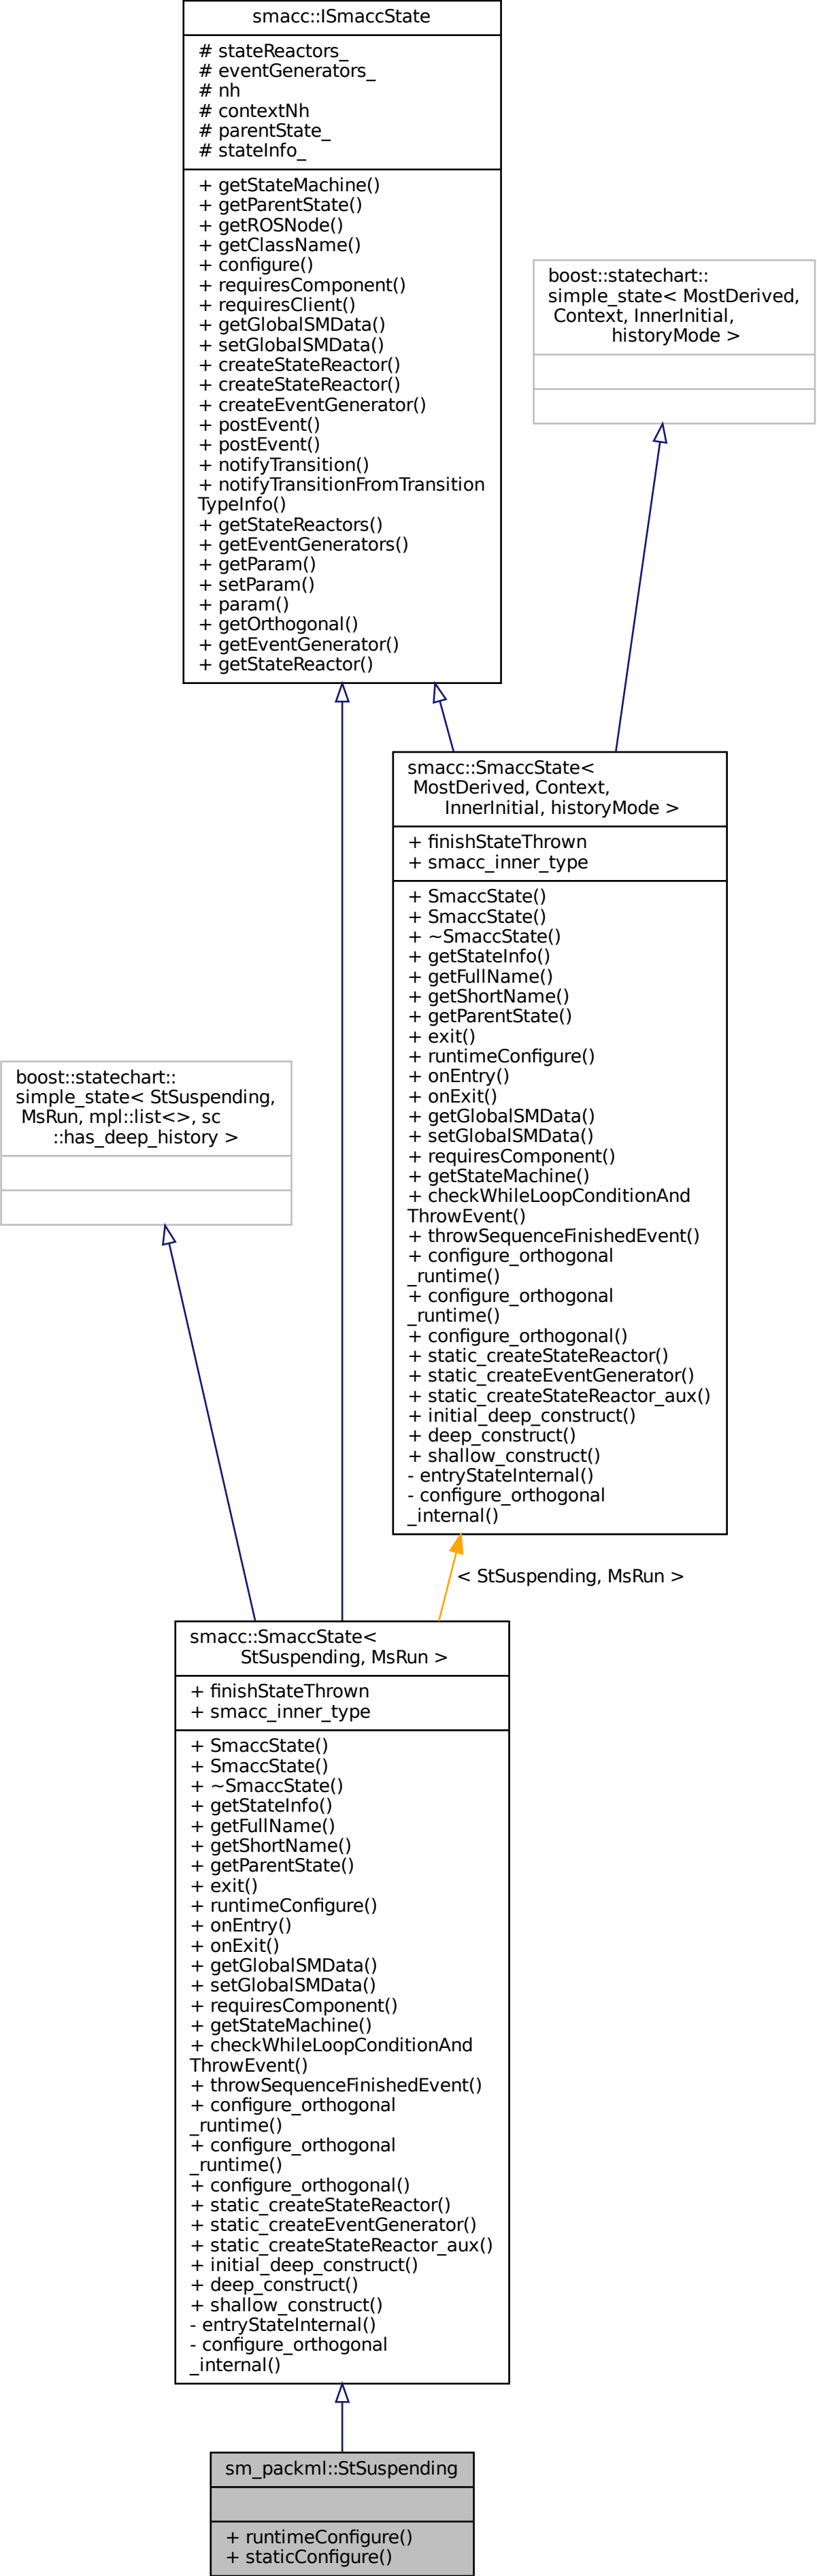 smacc::ISmaccState
# stateReactors_
# eventGenerators_
# nh
# contextNh
# parentState_
# stateInfo_
+ getStateMachine()
+ getParentState()
+ getROSNode()
+ getClassName()
+ configure()
+ requiresComponent()
+ requiresClient()
+ getGlobalSMData()
+ setGlobalSMData()
+ createStateReactor()
+ createStateReactor()
+ createEventGenerator()
+ postEvent()
+ postEvent()
+ notifyTransition()
+ notifyTransitionFromTransition
TypeInfo()
+ getStateReactors()
+ getEventGenerators()
+ getParam()
+ setParam()
+ param()
+ getOrthogonal()
+ getEventGenerator()
+ getStateReactor()
boost::statechart::
simple_state< MostDerived,
Context, InnerInitial,
historyMode >
smacc::SmaccState<
MostDerived, Context,
InnerInitial, historyMode >
+ finishStateThrown
+ smacc_inner_type
+ SmaccState()
+ SmaccState()
+ ~SmaccState()
+ getStateInfo()
+ getFullName()
+ getShortName()
+ getParentState()
+ exit()
+ runtimeConfigure()
+ onEntry()
+ onExit()
+ getGlobalSMData()
+ setGlobalSMData()
+ requiresComponent()
+ getStateMachine()
+ checkWhileLoopConditionAnd
ThrowEvent()
+ throwSequenceFinishedEvent()
+ configure_orthogonal
_runtime()
+ configure_orthogonal
_runtime()
+ configure_orthogonal()
+ static_createStateReactor()
+ static_createEventGenerator()
+ static_createStateReactor_aux()
+ initial_deep_construct()
+ deep_construct()
+ shallow_construct()
- entryStateInternal()
- configure_orthogonal
_internal()
boost::statechart::
simple_state< StSuspending,
MsRun, mpl::list<>, sc
::has_deep_history >
< StSuspending, MsRun >
smacc::SmaccState<
StSuspending, MsRun >
+ finishStateThrown
+ smacc_inner_type
+ SmaccState()
+ SmaccState()
+ ~SmaccState()
+ getStateInfo()
+ getFullName()
+ getShortName()
+ getParentState()
+ exit()
+ runtimeConfigure()
+ onEntry()
+ onExit()
+ getGlobalSMData()
+ setGlobalSMData()
+ requiresComponent()
+ getStateMachine()
+ checkWhileLoopConditionAnd
ThrowEvent()
+ throwSequenceFinishedEvent()
+ configure_orthogonal
_runtime()
+ configure_orthogonal
_runtime()
+ configure_orthogonal()
+ static_createStateReactor()
+ static_createEventGenerator()
+ static_createStateReactor_aux()
+ initial_deep_construct()
+ deep_construct()
+ shallow_construct()
- entryStateInternal()
- configure_orthogonal
_internal()
sm_packml::StSuspending
+ runtimeConfigure()
+ staticConfigure()